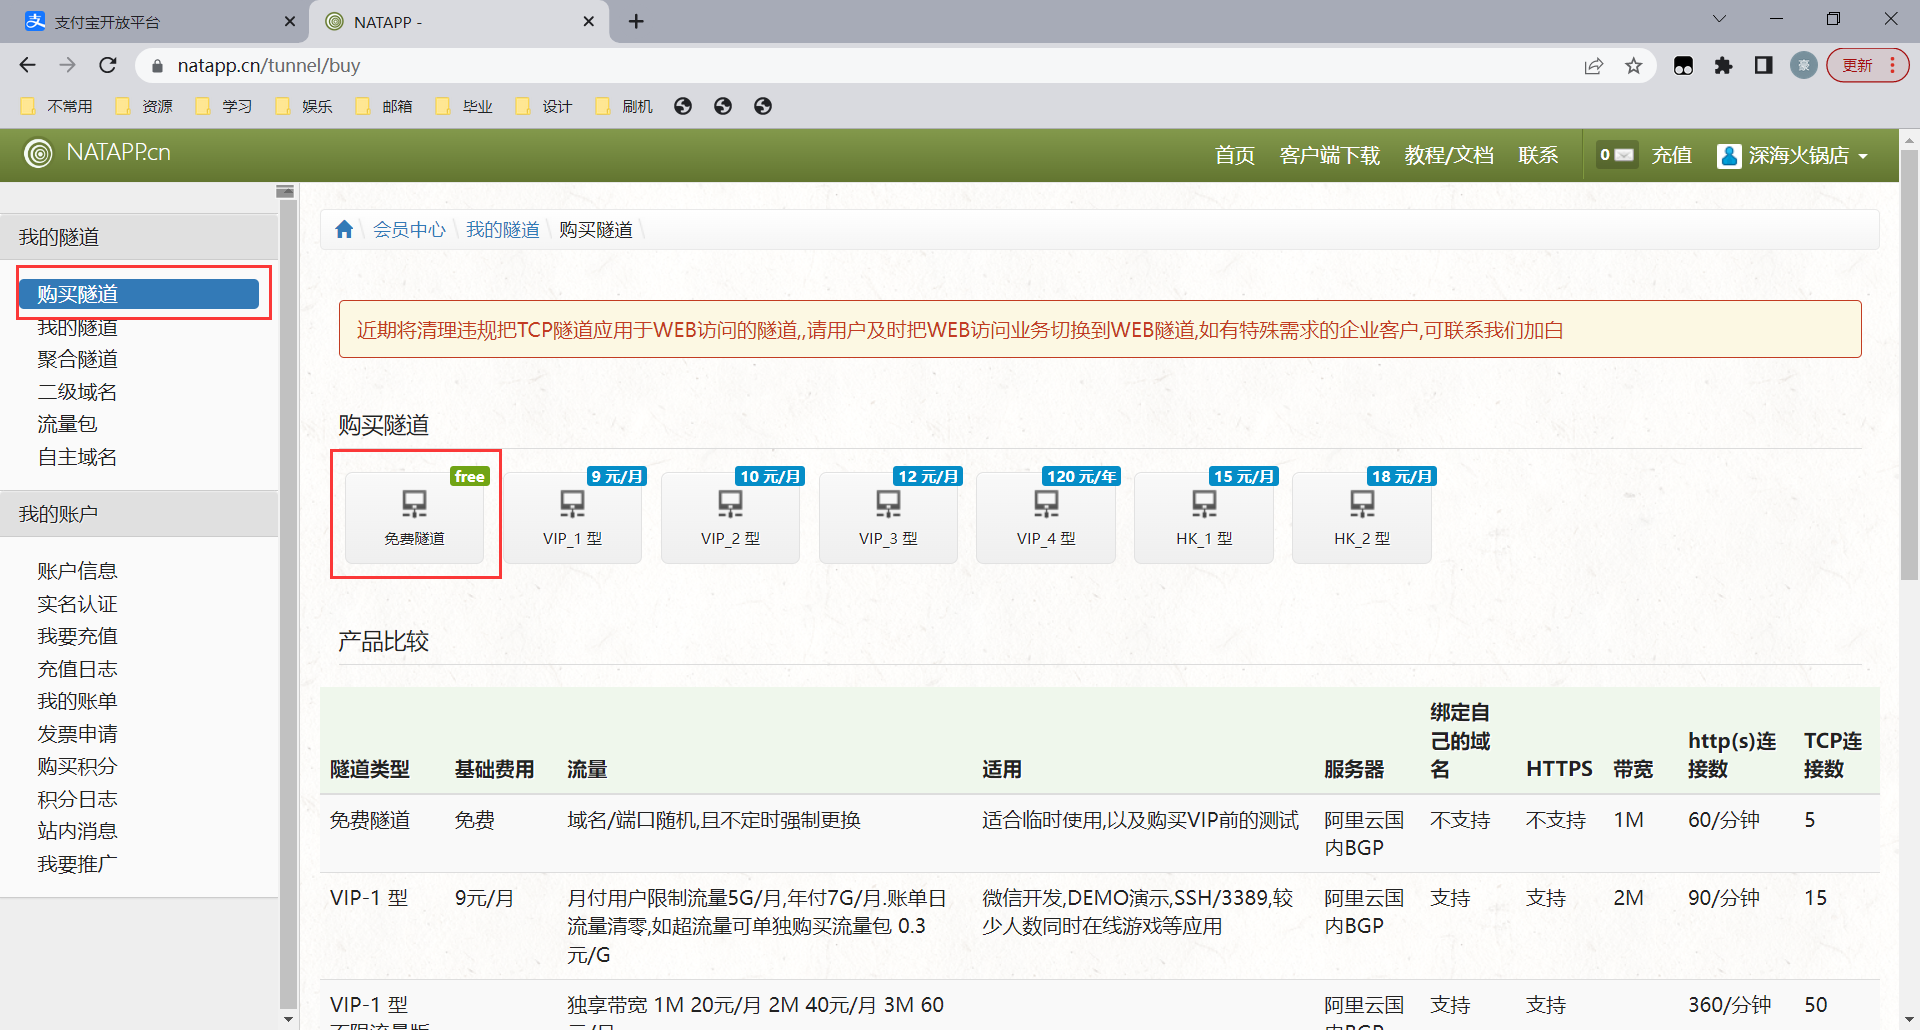 支付宝开放平台
NATAPP -
natapp.cn/tunnel/buy
豪
更新
不常用
资源
学习
娱乐
邮箱
毕业
设计
刷机
NATAPP.cn
首页
客户端下载
教程/文档
联系
0
充值
深海火锅店
我的隧道
购买隧道
我的隧道
聚合隧道
二级域名
流量包
自主域名
我的账户
账户信息
实名认证
我要充值
充值日志
我的账单
发票申请
购买积分
积分日志
站内消息
我要推广
会员中心 \ 我的隧道 \ 购买隧道 \
近期将清理违规把TCP隧道应用于WEB访问的隧道,,请用户及时把WEB访问业务切换到WEB隧道,如有特殊需求的企业客户,可联系我们加白
购买隧道
free
免费隧道
9 元/月
VIP_1 型
10 元/月
VIP_2 型
12 元/月
VIP_3 型
120 元/年
VIP_4 型
15 元/月
HK_1 型
18 元/月
HK_2 型
产品比较
隧道类型
基础费用
流量
适用
服务器
绑定自
己的域
名
HTTPS
带宽
http(s)连
接数
TCP连
接数
免费隧道
免费
域名/端口随机,且不定时强制更换
适合临时使用,以及购买VIP前的测试
阿里云国
内BGP
不支持
不支持
1M
60/分钟
5
VIP-1 型
9元/月
月付用户限制流量5G/月,年付7G/月.账单日
流量清零,如超流量可单独购买流量包 0.3
元/G
微信开发,DEMO演示,SSH/3389,较
少人数同时在线游戏等应用
阿里云国
内BGP
支持
支持
2M
90/分钟
15
VIP-1 型
不限流量版
独享带宽 1M 20元/月 2M 40元/月 3M 60
元/月
阿里云国
内BGP
支持
支持
360/分钟
50